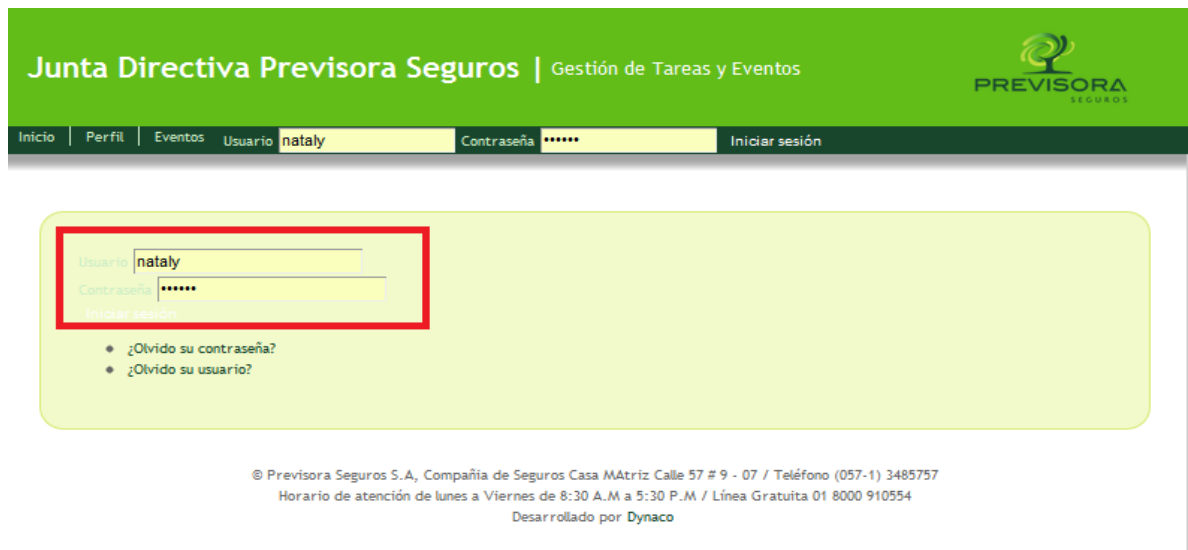 Junta Directiva Previsora Seguros | Gestión de Tareas y Eventos
PREVISORA
SEGUROS
Inicio | Perfil | Eventos Usuario nataly Contraseña •••••• Iniciar sesión
Usuario nataly
Contraseña ••••••
Iniciar sesión
• ¿Olvido su contraseña?
• ¿Olvido su usuario?
© Previsora Seguros S.A, Compañia de Seguros Casa MAtriz Calle 57 # 9 - 07 / Teléfono (057-1) 3485757
Horario de atención de lunes a Viernes de 8:30 A.M a 5:30 P.M / Línea Gratuita 01 8000 910554
Desarrollado por Dynaco